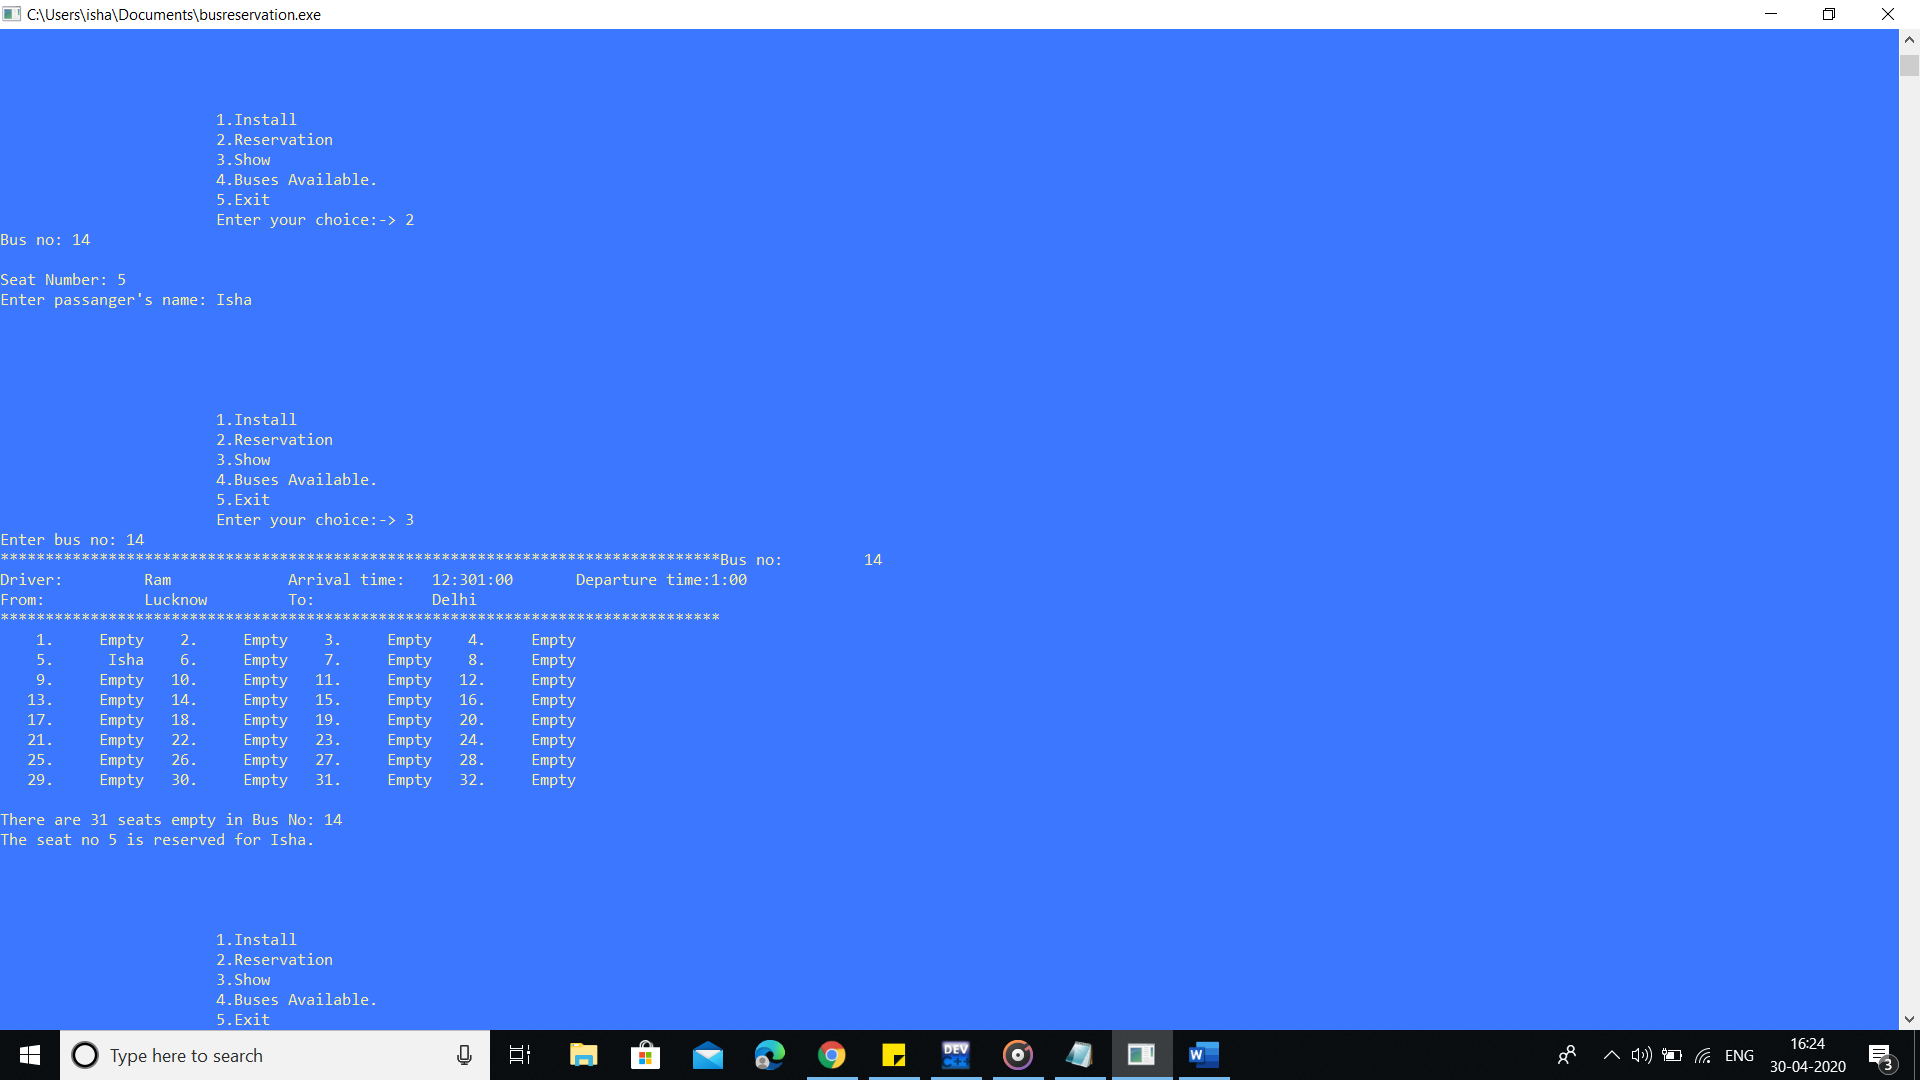 C:\Users\isha\Documents\busreservation.exe
1.Install
2.Reservation
3.Show
4.Buses Available.
5.Exit
Enter your choice:-> 2
Bus no: 14
Seat Number: 5
Enter passanger's name: Isha
1.Install
2.Reservation
3.Show
4.Buses Available.
5.Exit
Enter your choice:-> 3
Enter bus no: 14
********************************************************************************Bus no: 14
Driver: Ram Arrival time: 12:301:00 Departure time:1:00
From: Lucknow To: Delhi
********************************************************************************
1. Empty 2. Empty 3. Empty 4. Empty
5. Isha 6. Empty 7. Empty 8. Empty
9. Empty 10. Empty 11. Empty 12. Empty
13. Empty 14. Empty 15. Empty 16. Empty
17. Empty 18. Empty 19. Empty 20. Empty
21. Empty 22. Empty 23. Empty 24. Empty
25. Empty 26. Empty 27. Empty 28. Empty
29. Empty 30. Empty 31. Empty 32. Empty
There are 31 seats empty in Bus No: 14
The seat no 5 is reserved for Isha.
1.Install
2.Reservation
3.Show
4.Buses Available.
5.Exit
Type here to search
DEV
C++
W
ENG
16:24
30-04-2020
3